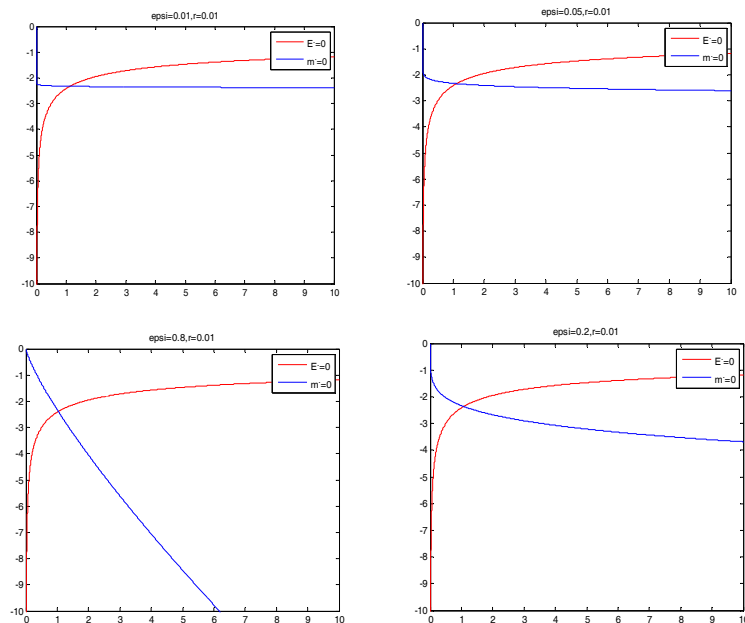 epsi=0.01,r=0.01
0
-1
-2
-3
-4
-5
-6
-7
-8
-9
-10
0 1 2 3 4 5 6 7 8 9 10
E·=0
m·=0
epsi=0.05,r=0.01
0
-1
-2
-3
-4
-5
-6
-7
-8
-9
-10
0 1 2 3 4 5 6 7 8 9 10
E·=0
m·=0
epsi=0.8,r=0.01
0
-1
-2
-3
-4
-5
-6
-7
-8
-9
-10
0 1 2 3 4 5 6 7 8 9 10
E·=0
m·=0
epsi=0.2,r=0.01
0
-1
-2
-3
-4
-5
-6
-7
-8
-9
-10
0 1 2 3 4 5 6 7 8 9 10
E·=0
m·=0